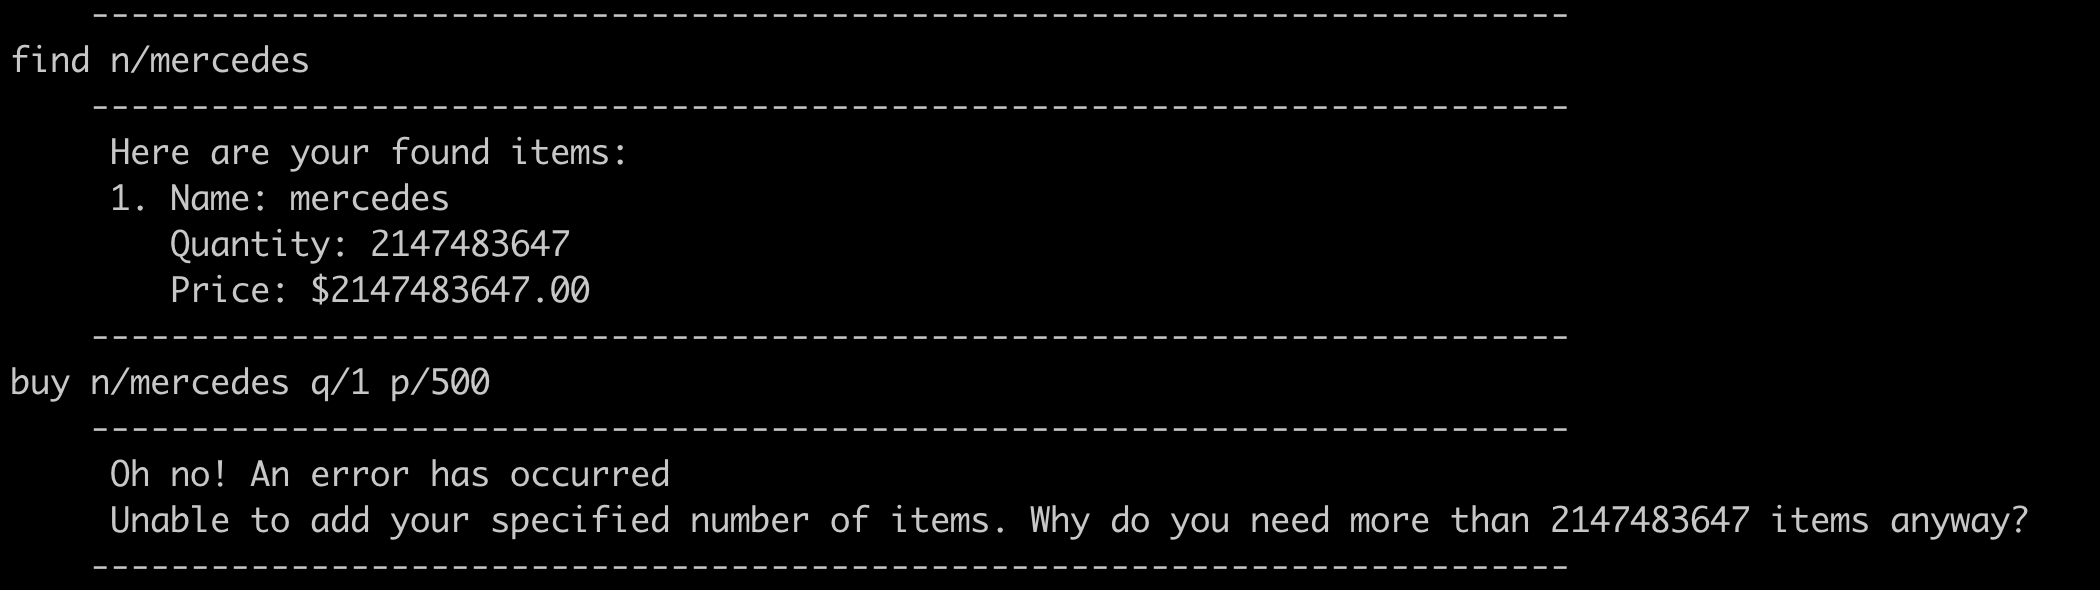 --------------------------------------------------------------------------
find n/mercedes
--------------------------------------------------------------------------
Here are your found items:
1. Name: mercedes
Quantity: 2147483647
Price: $2147483647.00
--------------------------------------------------------------------------
buy n/mercedes q/1 p/500
--------------------------------------------------------------------------
Oh no! An error has occurred
Unable to add your specified number of items. Why do you need more than 2147483647 items anyway?
--------------------------------------------------------------------------